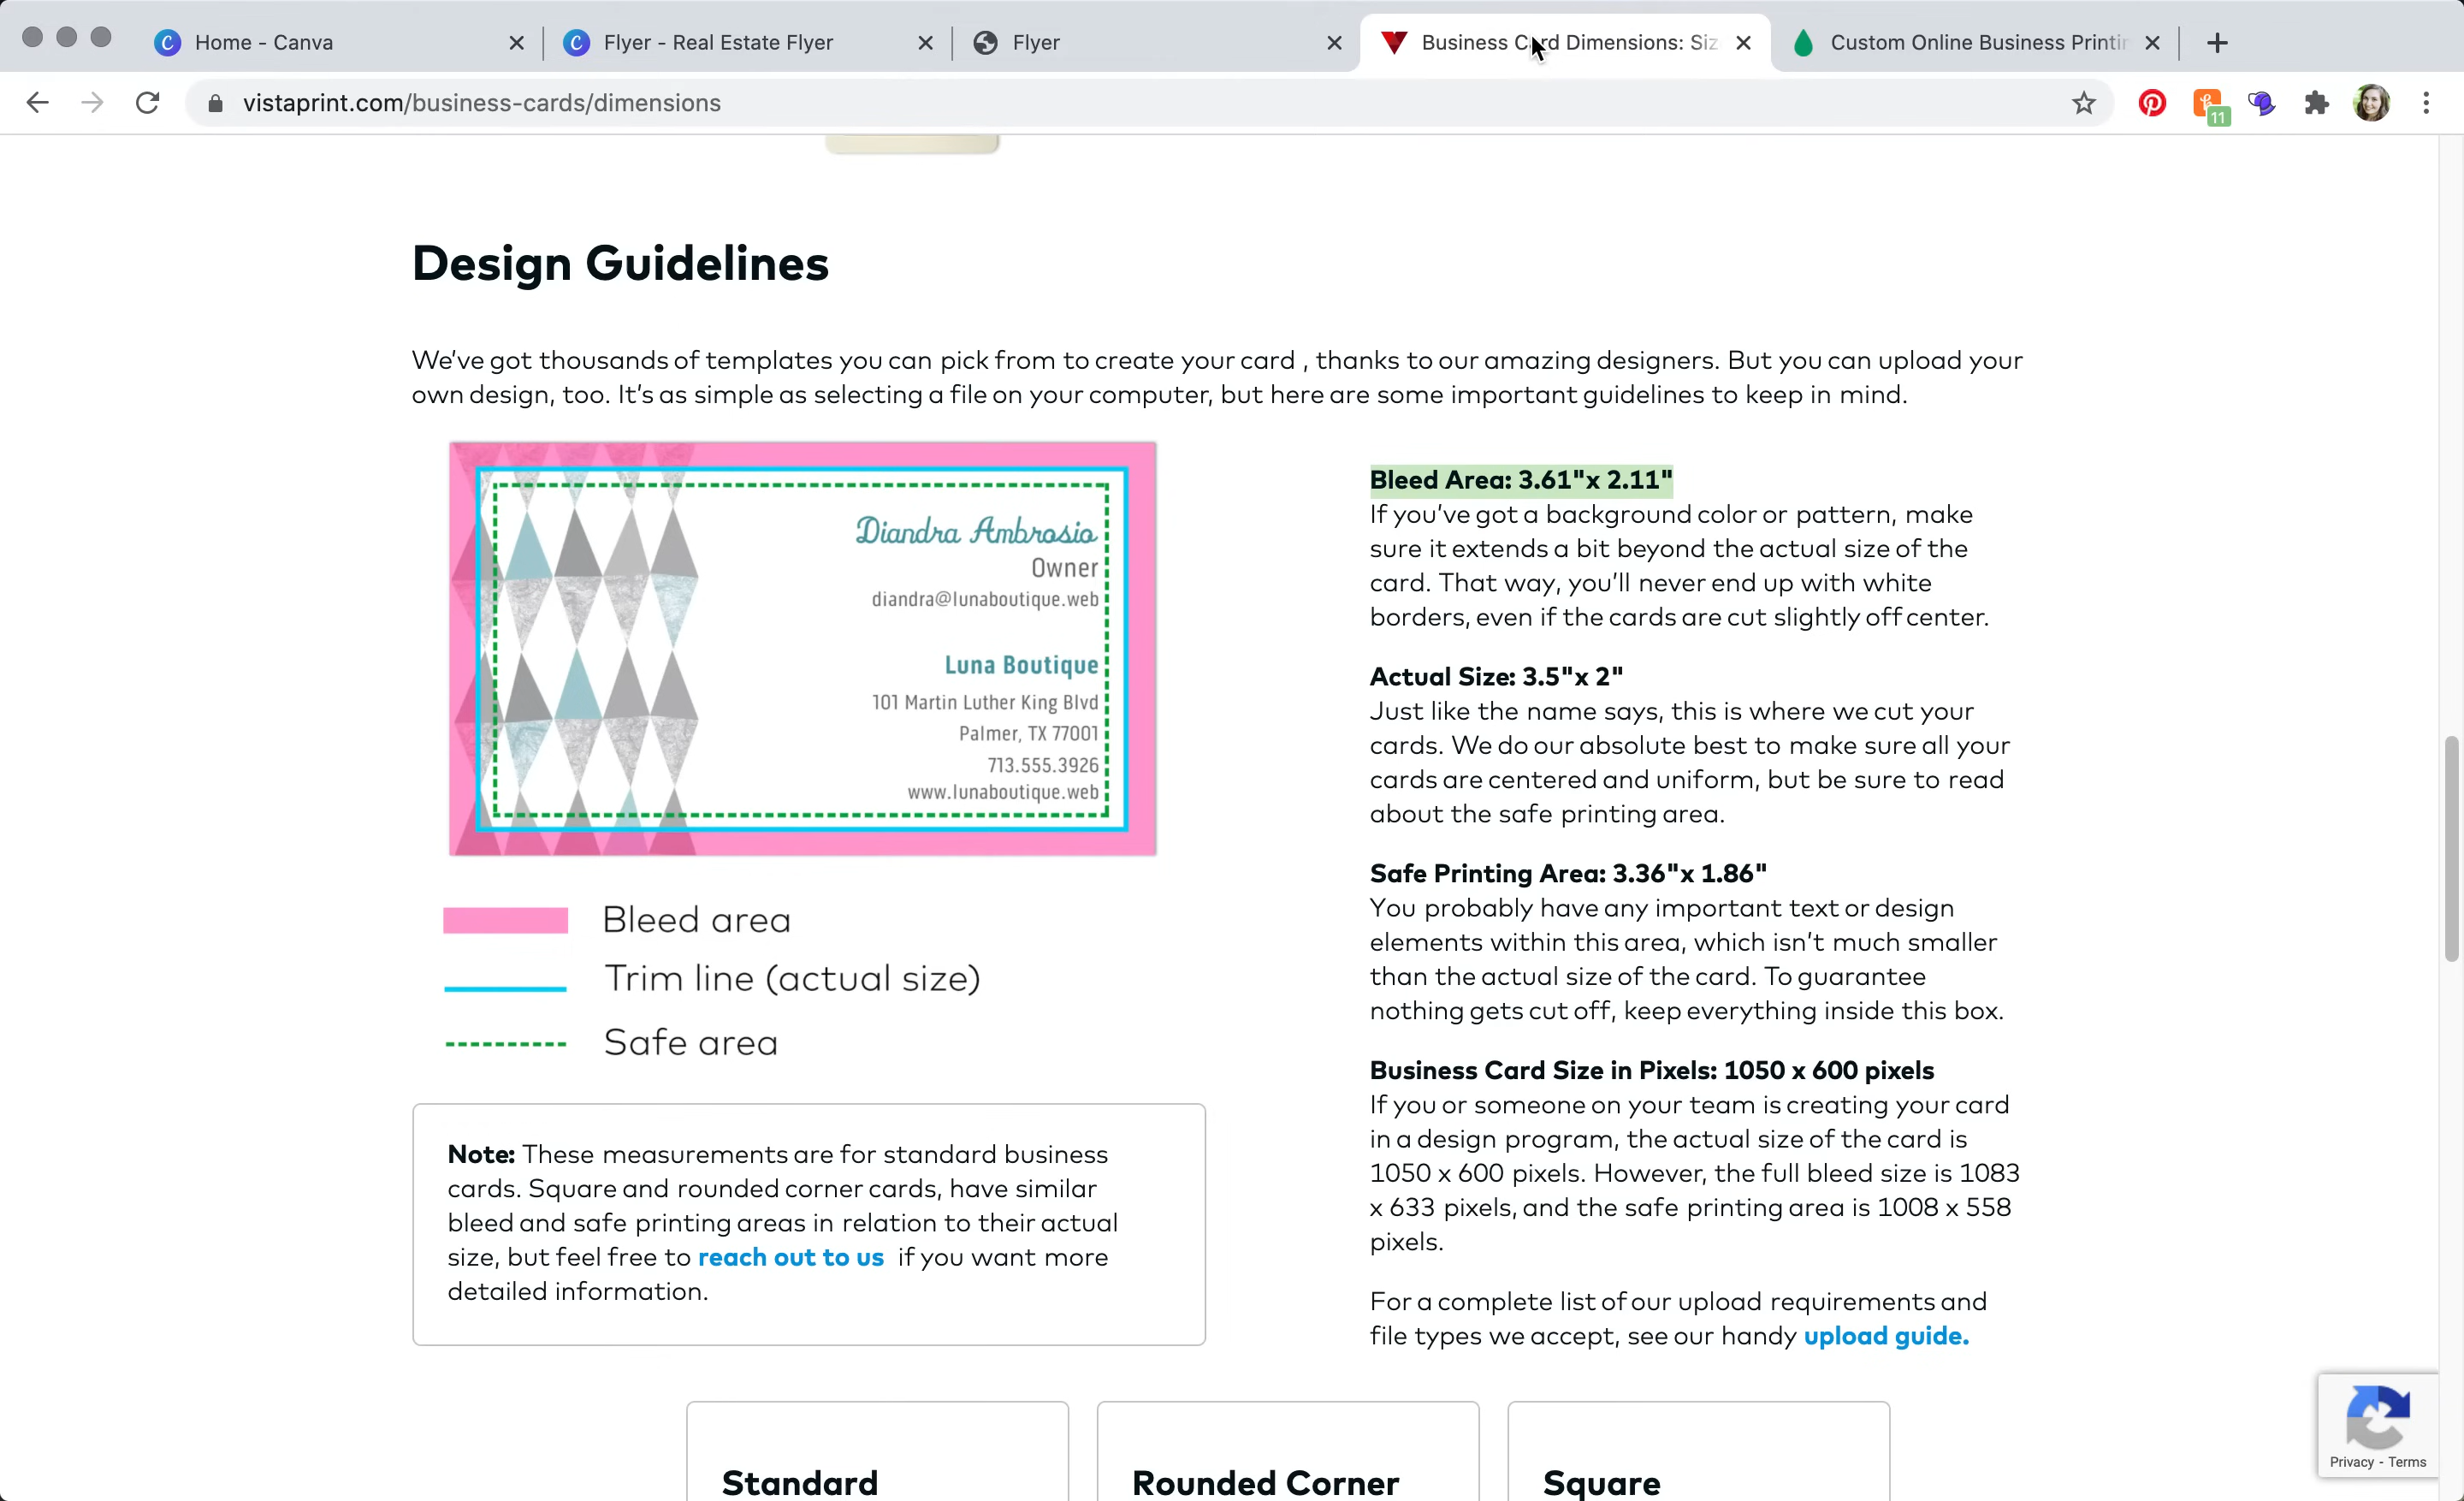 Home - Canva
Flyer - Real Estate Flyer
Flyer
Business Card Dimensions: Siz
Custom Online Business Printin
vistaprint.com/business-cards/dimensions
11
Design Guidelines
We've got thousands of templates you can pick from to create your card , thanks to our amazing designers. But you can upload your
own design, too. It's as simple as selecting a file on your computer, but here are some important guidelines to keep in mind.
Diandra Ambrosio
Owner
diandra@lunaboutique.web
Luna Boutique
101 Martin Luther King Blvd
Palmer, TX 77001
713.555.3926
www.lunaboutique.web
Bleed area
Trim line (actual size)
Safe area
Note: These measurements are for standard business
cards. Square and rounded corner cards, have similar
bleed and safe printing areas in relation to their actual
size, but feel free to reach out to us if you want more
detailed information.
Bleed Area: 3.61"x 2.11"
If you've got a background color or pattern, make
sure it extends a bit beyond the actual size of the
card. That way, you'll never end up with white
borders, even if the cards are cut slightly off center.
Actual Size: 3.5"x 2"
Just like the name says, this is where we cut your
cards. We do our absolute best to make sure all your
cards are centered and uniform, but be sure to read
about the safe printing area.
Safe Printing Area: 3.36"x 1.86"
You probably have any important text or design
elements within this area, which isn't much smaller
than the actual size of the card. To guarantee
nothing gets cut off, keep everything inside this box.
Business Card Size in Pixels: 1050 x 600 pixels
If you or someone on your team is creating your card
in a design program, the actual size of the card is
1050 x 600 pixels. However, the full bleed size is 1083
x 633 pixels, and the safe printing area is 1008 x 558
pixels.
For a complete list of our upload requirements and
file types we accept, see our handy upload guide.
Standard
Rounded Corner
Square
Privacy - Terms